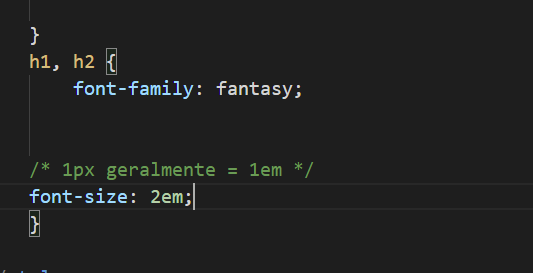 }
h1, h2 {
font-family: fantasy;
/* 1px geralmente = 1em */
font-size: 2em;
}